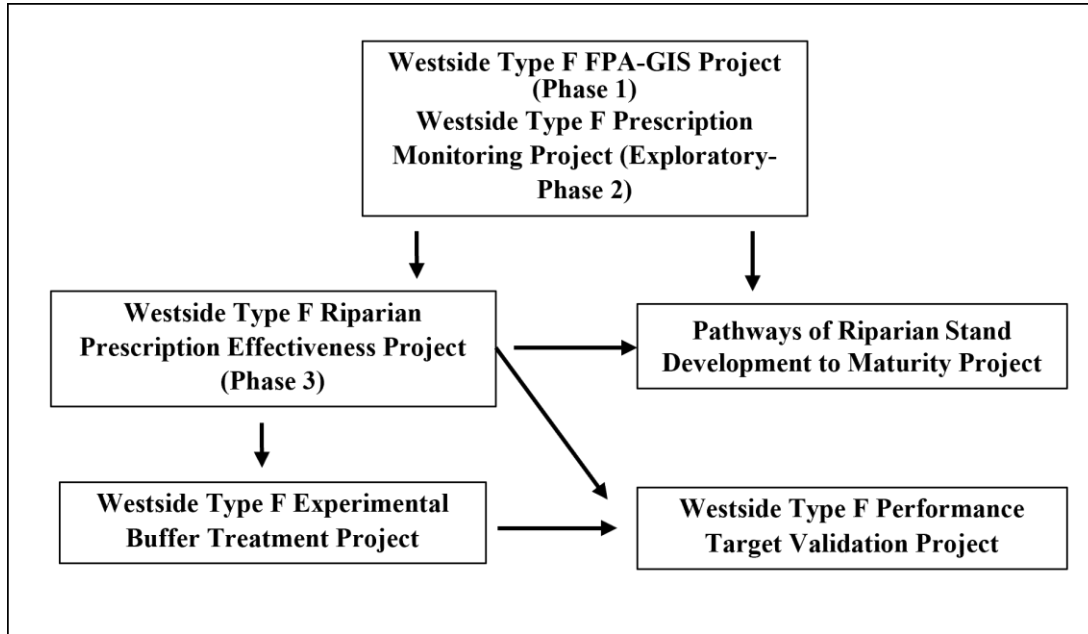 Westside Type F FPA-GIS Project
(Phase 1)
Westside Type F Prescription
Monitoring Project (Exploratory-
Phase 2)
Westside Type F Riparian
Prescription Effectiveness Project
(Phase 3)
Pathways of Riparian Stand
Development to Maturity Project
Westside Type F Experimental
Buffer Treatment Project
Westside Type F Performance
Target Validation Project